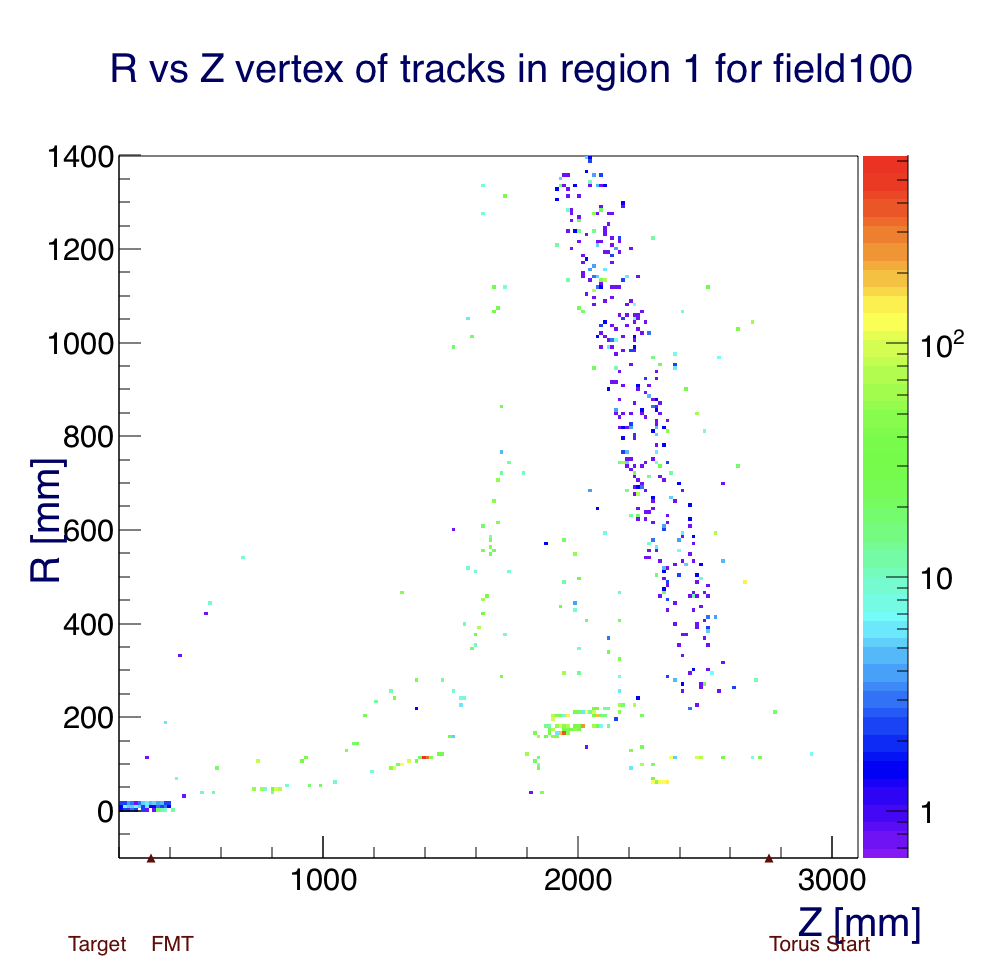 R vs Z vertex of tracks in region 1 for field100
1400
1200
1000
800
600
400
200
0
R [mm]
10²
10
1
1000 2000 3000
Z [mm]
Target FMT Torus Start